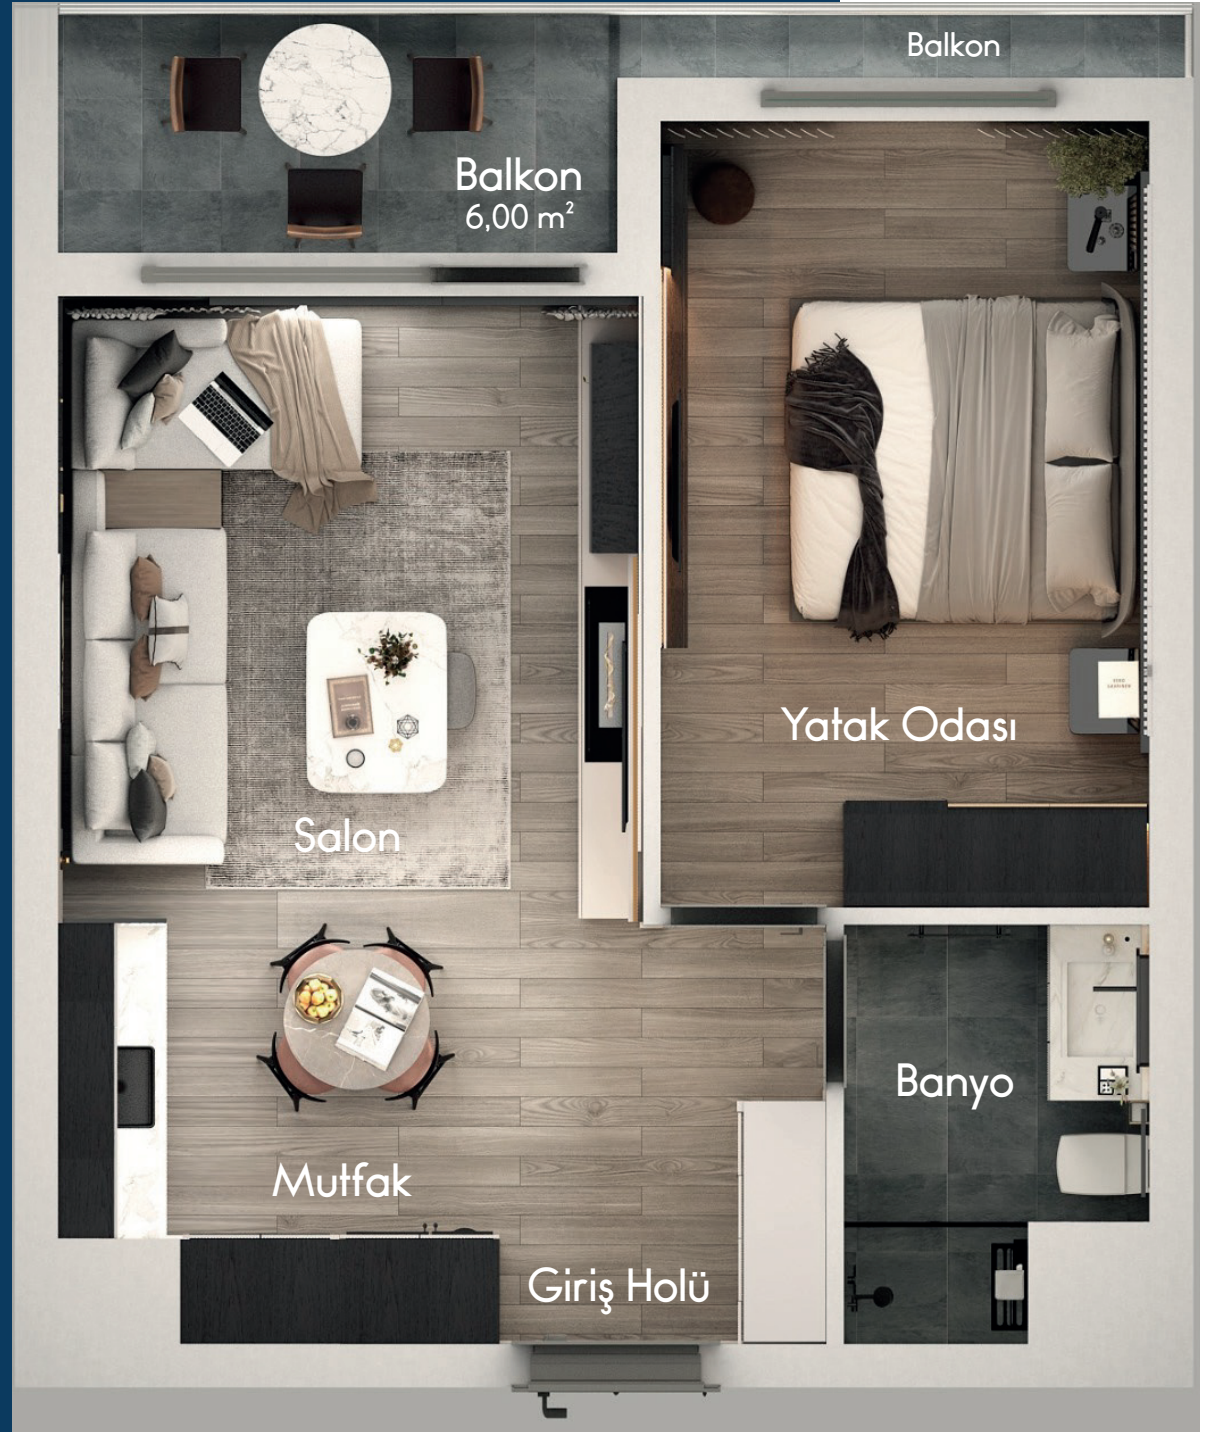 Balkon
Balkon
6,00 m²
Yatak Odası
Salon
Banyo
Mutfak
Giriş Holü